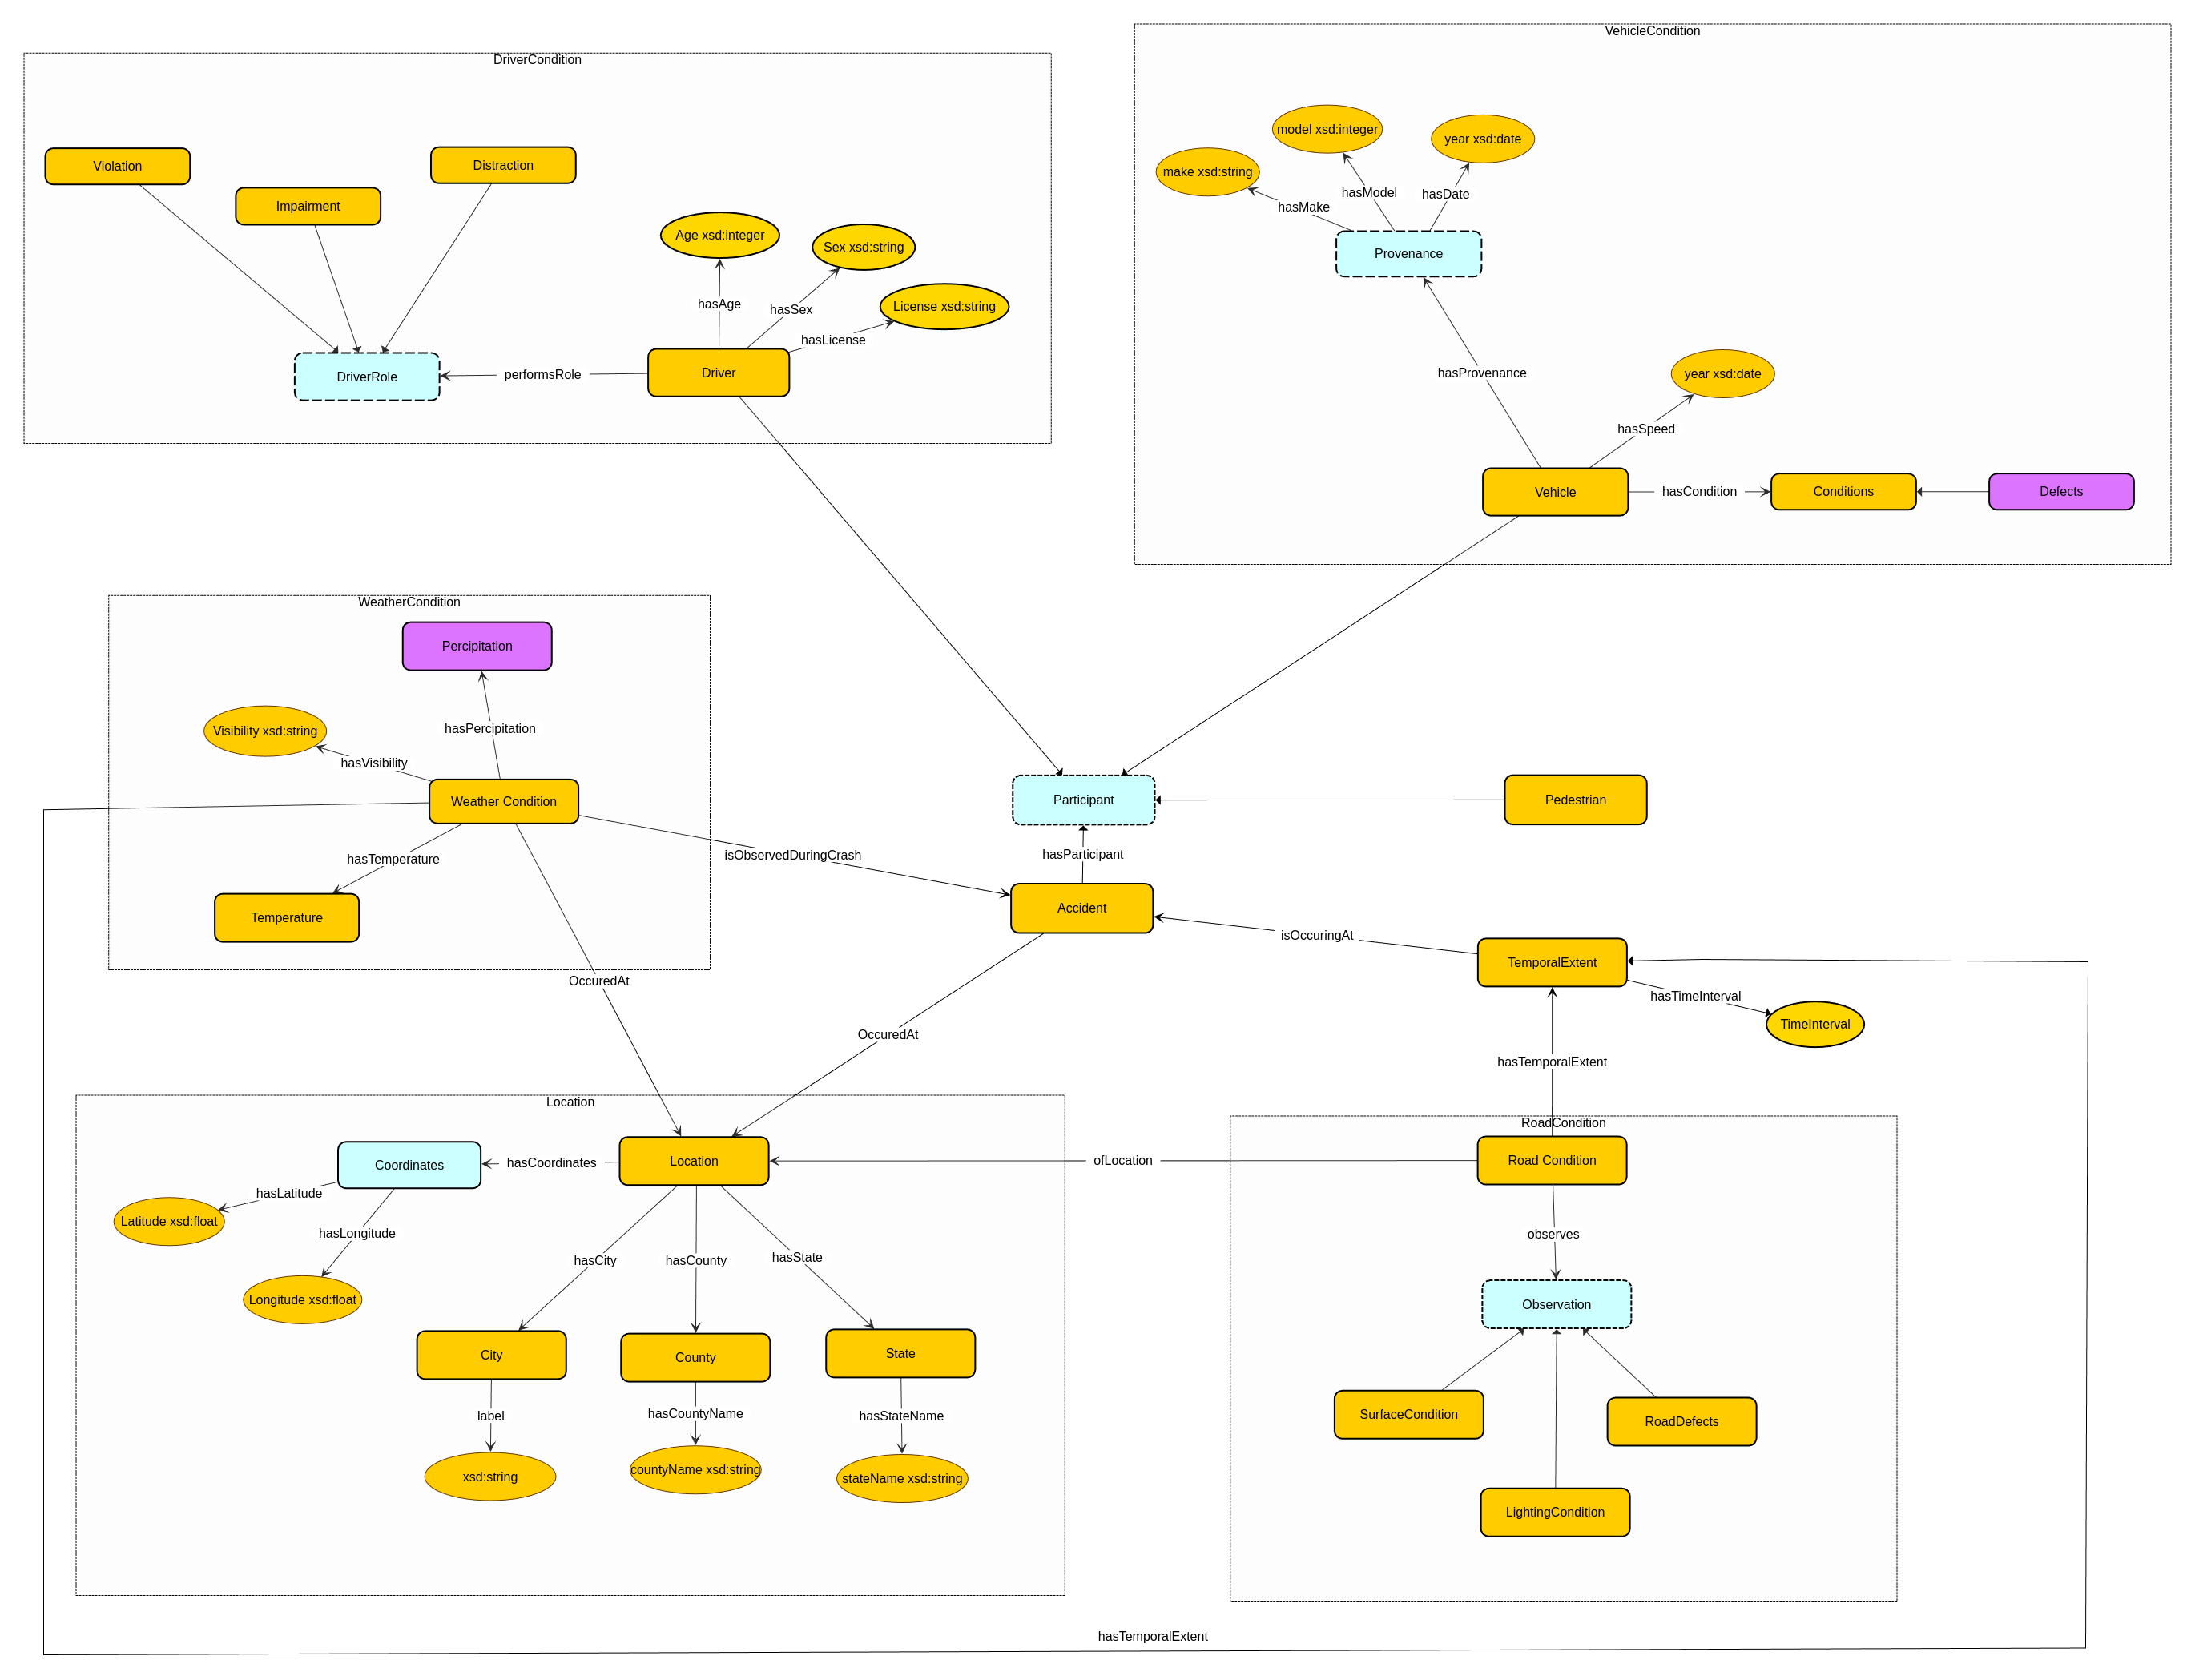 VehicleCondition
DriverCondition
model xsd:integer
year xsd:date
make xsd:string
Violation
Distraction
Impairment
hasModel
hasDate
hasMake
Age xsd:integer
Sex xsd:string
Provenance
License xsd:string
hasAge
hasSex
hasLicense
DriverRole
performsRole
Driver
hasProvenance
year xsd:date
hasSpeed
Vehicle
hasCondition
Conditions
Defects
WeatherCondition
Percipitation
Visibility xsd:string
hasPercipitation
hasVisibility
Weather Condition
Participant
Pedestrian
hasTemperature
isObservedDuringCrash
hasParticipant
Temperature
Accident
isOccuringAt
TemporalExtent
OccuredAt
hasTimeInterval
TimeInterval
OccuredAt
hasTemporalExtent
Location
RoadCondition
Coordinates
hasCoordinates
Location
ofLocation
Road Condition
hasLatitude
Latitude xsd:float
hasLongitude
observes
hasCity
hasCounty
hasState
Longitude xsd:float
Observation
City
County
State
label
hasCountyName
hasStateName
SurfaceCondition
RoadDefects
xsd:string
countyName xsd:string
stateName xsd:string
LightingCondition
hasTemporalExtent